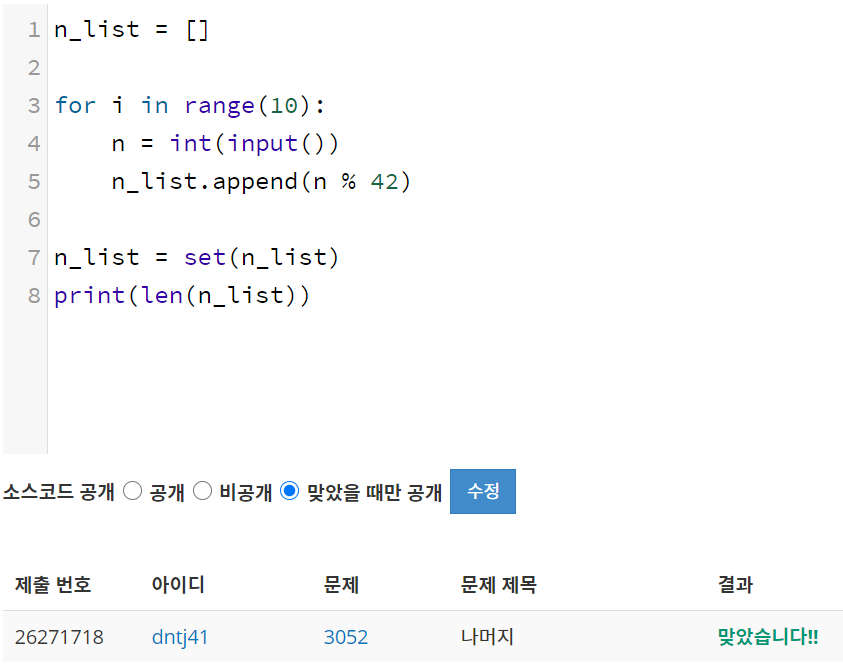 1 n_list = []
2
3 for i in range(10):
4     n = int(input())
5     n_list.append(n % 42)
6
7 n_list = set(n_list)
8 print(len(n_list))
소스코드 공개 공개 비공개 맞았을 때만 공개 수정
제출 번호 아이디 문제 문제 제목 결과
26271718 dntj41 3052 나머지 맞았습니다!!